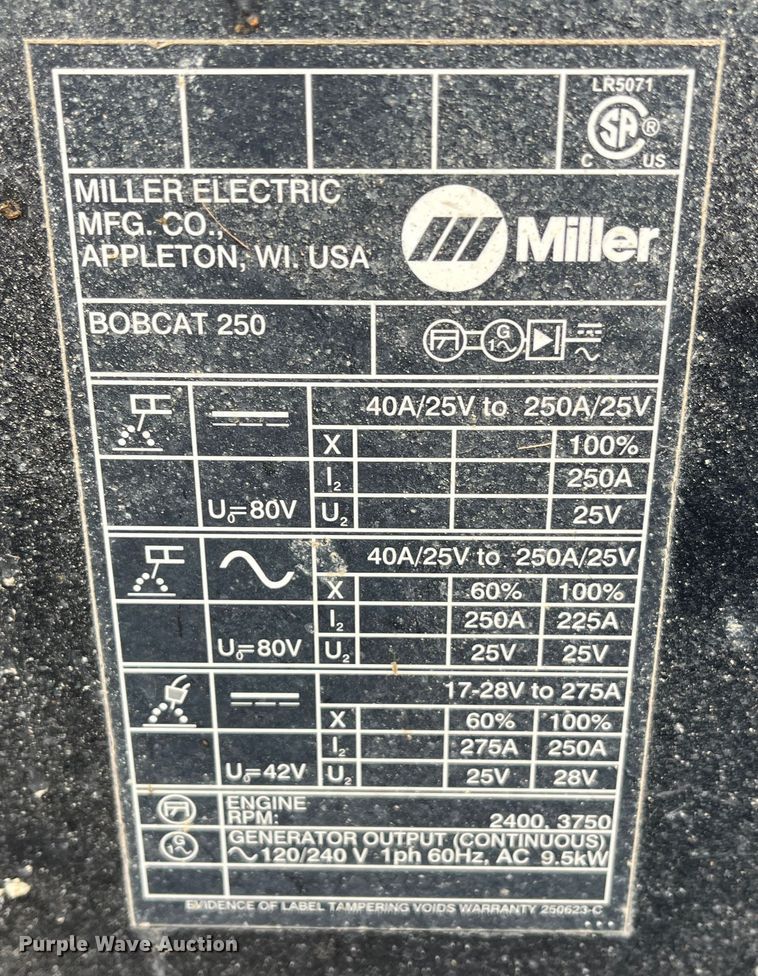 LR5071
CSA®
C US
MILLER ELECTRIC
MFG. CO.,
APPLETON, WI. USA
Miller
BOBCAT 250
G
1
40A/25V to 250A/25V
X 100%
I₂ 250A
U₀=80V U₂ 25V
40A/25V to 250A/25V
X 60% 100%
I₂ 250A 225A
U₀=80V U₂ 25V 25V
17-28V to 275A
X 60% 100%
I₂ 275A 250A
U₀=42V U₂ 25V 28V
ENGINE
RPM: 2400, 3750
G
1
GENERATOR OUTPUT (CONTINUOUS)
120/240 V 1ph 60Hz, AC 9.5kW
EVIDENCE OF LABEL TAMPERING VOIDS WARRANTY 250623-C
Purple Wave Auction